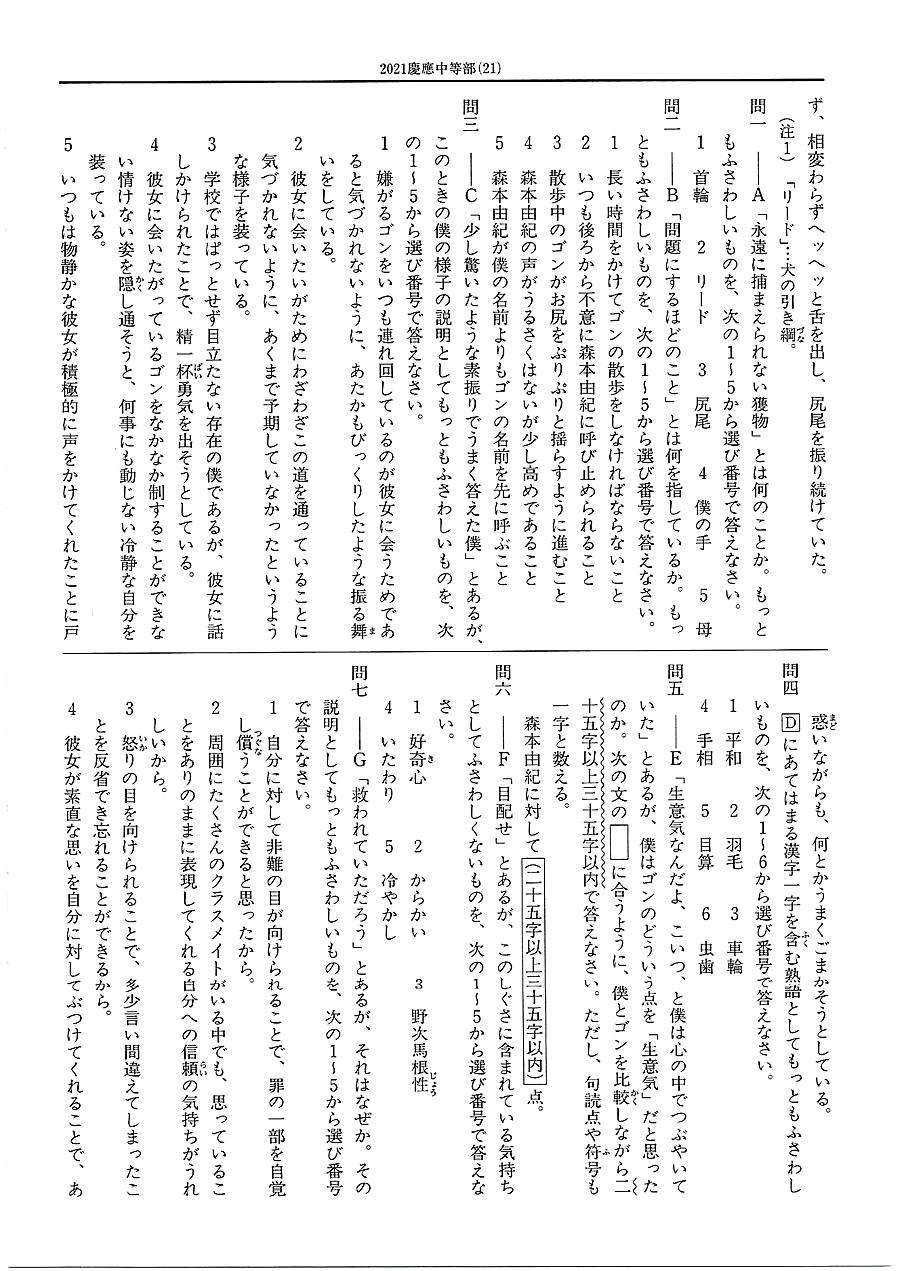 2021慶應中等部(21)
ず、相変わらずヘッヘッと舌を出し、尻尾を振り続けていた。
(注1) 「リード」…犬の引き綱。
問一 ――A「永遠に捕まえられない獲物」とは何のことか。もっと
もふさわしいものを、次の1~5から選び番号で答えなさい。
1 首輪 2 リード 3 尻尾 4 僕の手 5 母
問二 ――B「問題にするほどのこと」とは何を指しているか。もっ
ともふさわしいものを、次の1~5から選び番号で答えなさい。
1 長い時間をかけてゴンの散歩をしなければならないこと
2 いつも後ろから不意に森本由紀に呼び止められること
3 散歩中のゴンがお尻をぷりぷりと揺らすように進むこと
4 森本由紀の声がうるさくはないが少し高めであること
5 森本由紀が僕の名前よりもゴンの名前を先に呼ぶこと
問三 ――C「少し驚いたような素振りでうまく答えた僕」とあるが、
このときの僕の様子の説明としてもっともふさわしいものを、次
の1~5から選び番号で答えなさい。
1 嫌がるゴンをいつも連れ回しているのが彼女に会うためであ
ると気づかれないように、あたかもびっくりしたような振る舞
いをしている。
2 彼女に会いたいがためにわざわざこの道を通っていることに
気づかれないように、あくまで予期していなかったというよう
な様子を装っている。
3 学校ではぱっとせず目立たない存在の僕であるが、彼女に話
しかけられたことで、精一杯勇気を出そうとしている。
4 彼女に会いたがっているゴンをなかなか制することができな
い情けない姿を隠し通そうと、何事にも動じない冷静な自分を
装っている。
5 いつもは物静かな彼女が積極的に声をかけてくれたことに戸
惑いながらも、何とかうまくごまかそうとしている。
問四 Dにあてはまる漢字一字を含む熟語としてもっともふさわし
いものを、次の1~6から選び番号で答えなさい。
1 平和 2 羽毛 3 車輪
4 手相 5 目算 6 虫歯
問五 ――E「生意気なんだよ、こいつ、と僕は心の中でつぶやいて
いた」とあるが、僕はゴンのどういう点を「生意気」だと思った
のか。次の文の□に合うように、僕とゴンを比較しながら二
十五字以上三十五字以内で答えなさい。ただし、句読点や符号も
一字と数える。
森本由紀に対して(二十五字以上三十五字以内)点。
問六 ――F「目配せ」とあるが、このしぐさに含まれている気持ち
としてふさわしくないものを、次の1~5から選び番号で答えな
さい。
1 好奇心 2 からかい 3 野次馬根性
4 いたわり 5 冷やかし
問七 ――G「救われていただろう」とあるが、それはなぜか。その
説明としてもっともふさわしいものを、次の1~5から選び番号
で答えなさい。
1 自分に対して非難の目が向けられることで、罪の一部を自覚
し償うことができると思ったから。
2 周囲にたくさんのクラスメイトがいる中でも、思っているこ
とをありのままに表現してくれる自分への信頼の気持ちがうれ
しいから。
3 怒りの目を向けられることで、多少言い間違えてしまったこ
とを反省でき忘れることができるから。
4 彼女が素直な思いを自分に対してぶつけてくれることで、あ